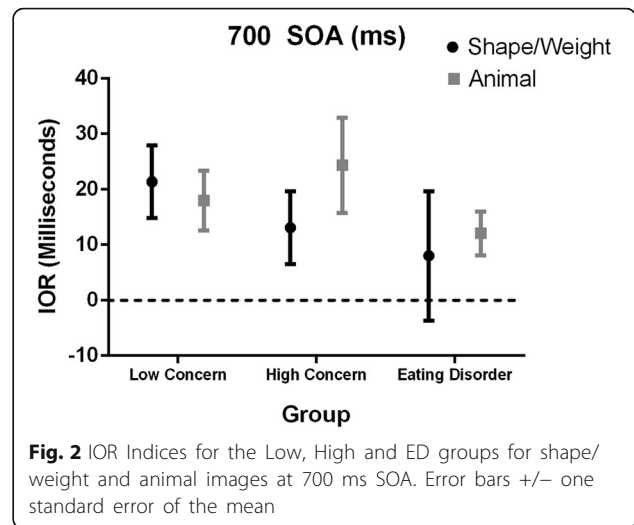 700 SOA (ms)
● Shape/Weight
■ Animal
40
30
20
10
0
-10
IOR (Milliseconds)
Low Concern High Concern Eating Disorder
Group
Fig. 2 IOR Indices for the Low, High and ED groups for shape/
weight and animal images at 700 ms SOA. Error bars +/− one
standard error of the mean